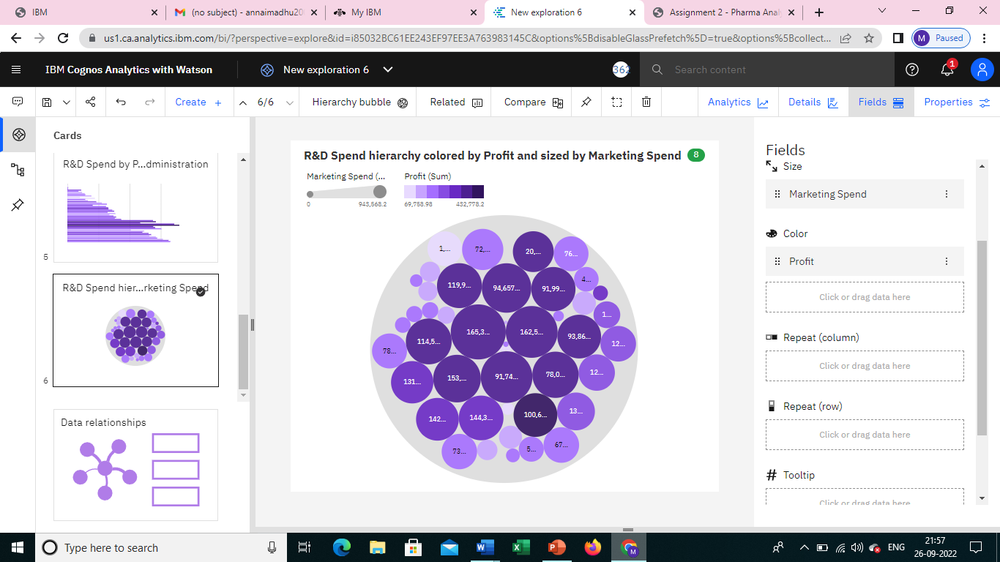 IBM
(no subject) - annaimadhu20
My IBM
New exploration 6
Assignment 2 - Pharma Anal
us1.ca.analytics.ibm.com/bi/?perspective=explore&id=i85032BC61EE243EF97EE3A763983145C&options%5BdisableGlassPrefetch%5D=true&options%5Bcollect...
M Paused
IBM Cognos Analytics with Watson
New exploration 6
362
Search content
1
Create +
6/6
Hierarchy bubble
Related
Compare
Analytics
Details
Fields
Properties
Cards
R&D Spend by P...dministration
5
R&D Spend hier...rketing Spend
6
Data relationships
R&D Spend hierarchy colored by Profit and sized by Marketing Spend 8
Marketing Spend (...
Profit (Sum)
0 943,568.2
69,758.98 432,778.2
1,...
72,...
20,...
76...
119,9...
94,657...
91,99...
4...
1...
165,3...
162,5...
114,5...
93,86...
12...
78...
131...
153,...
91,74...
78,0...
12...
142...
144,3...
100,6...
13...
73...
5...
67...
Fields
Size
Marketing Spend
Color
Profit
Click or drag data here
Repeat (column)
Click or drag data here
Repeat (row)
Click or drag data here
Tooltip
Click or drag data here
Type here to search
ENG
21:57
26-09-2022